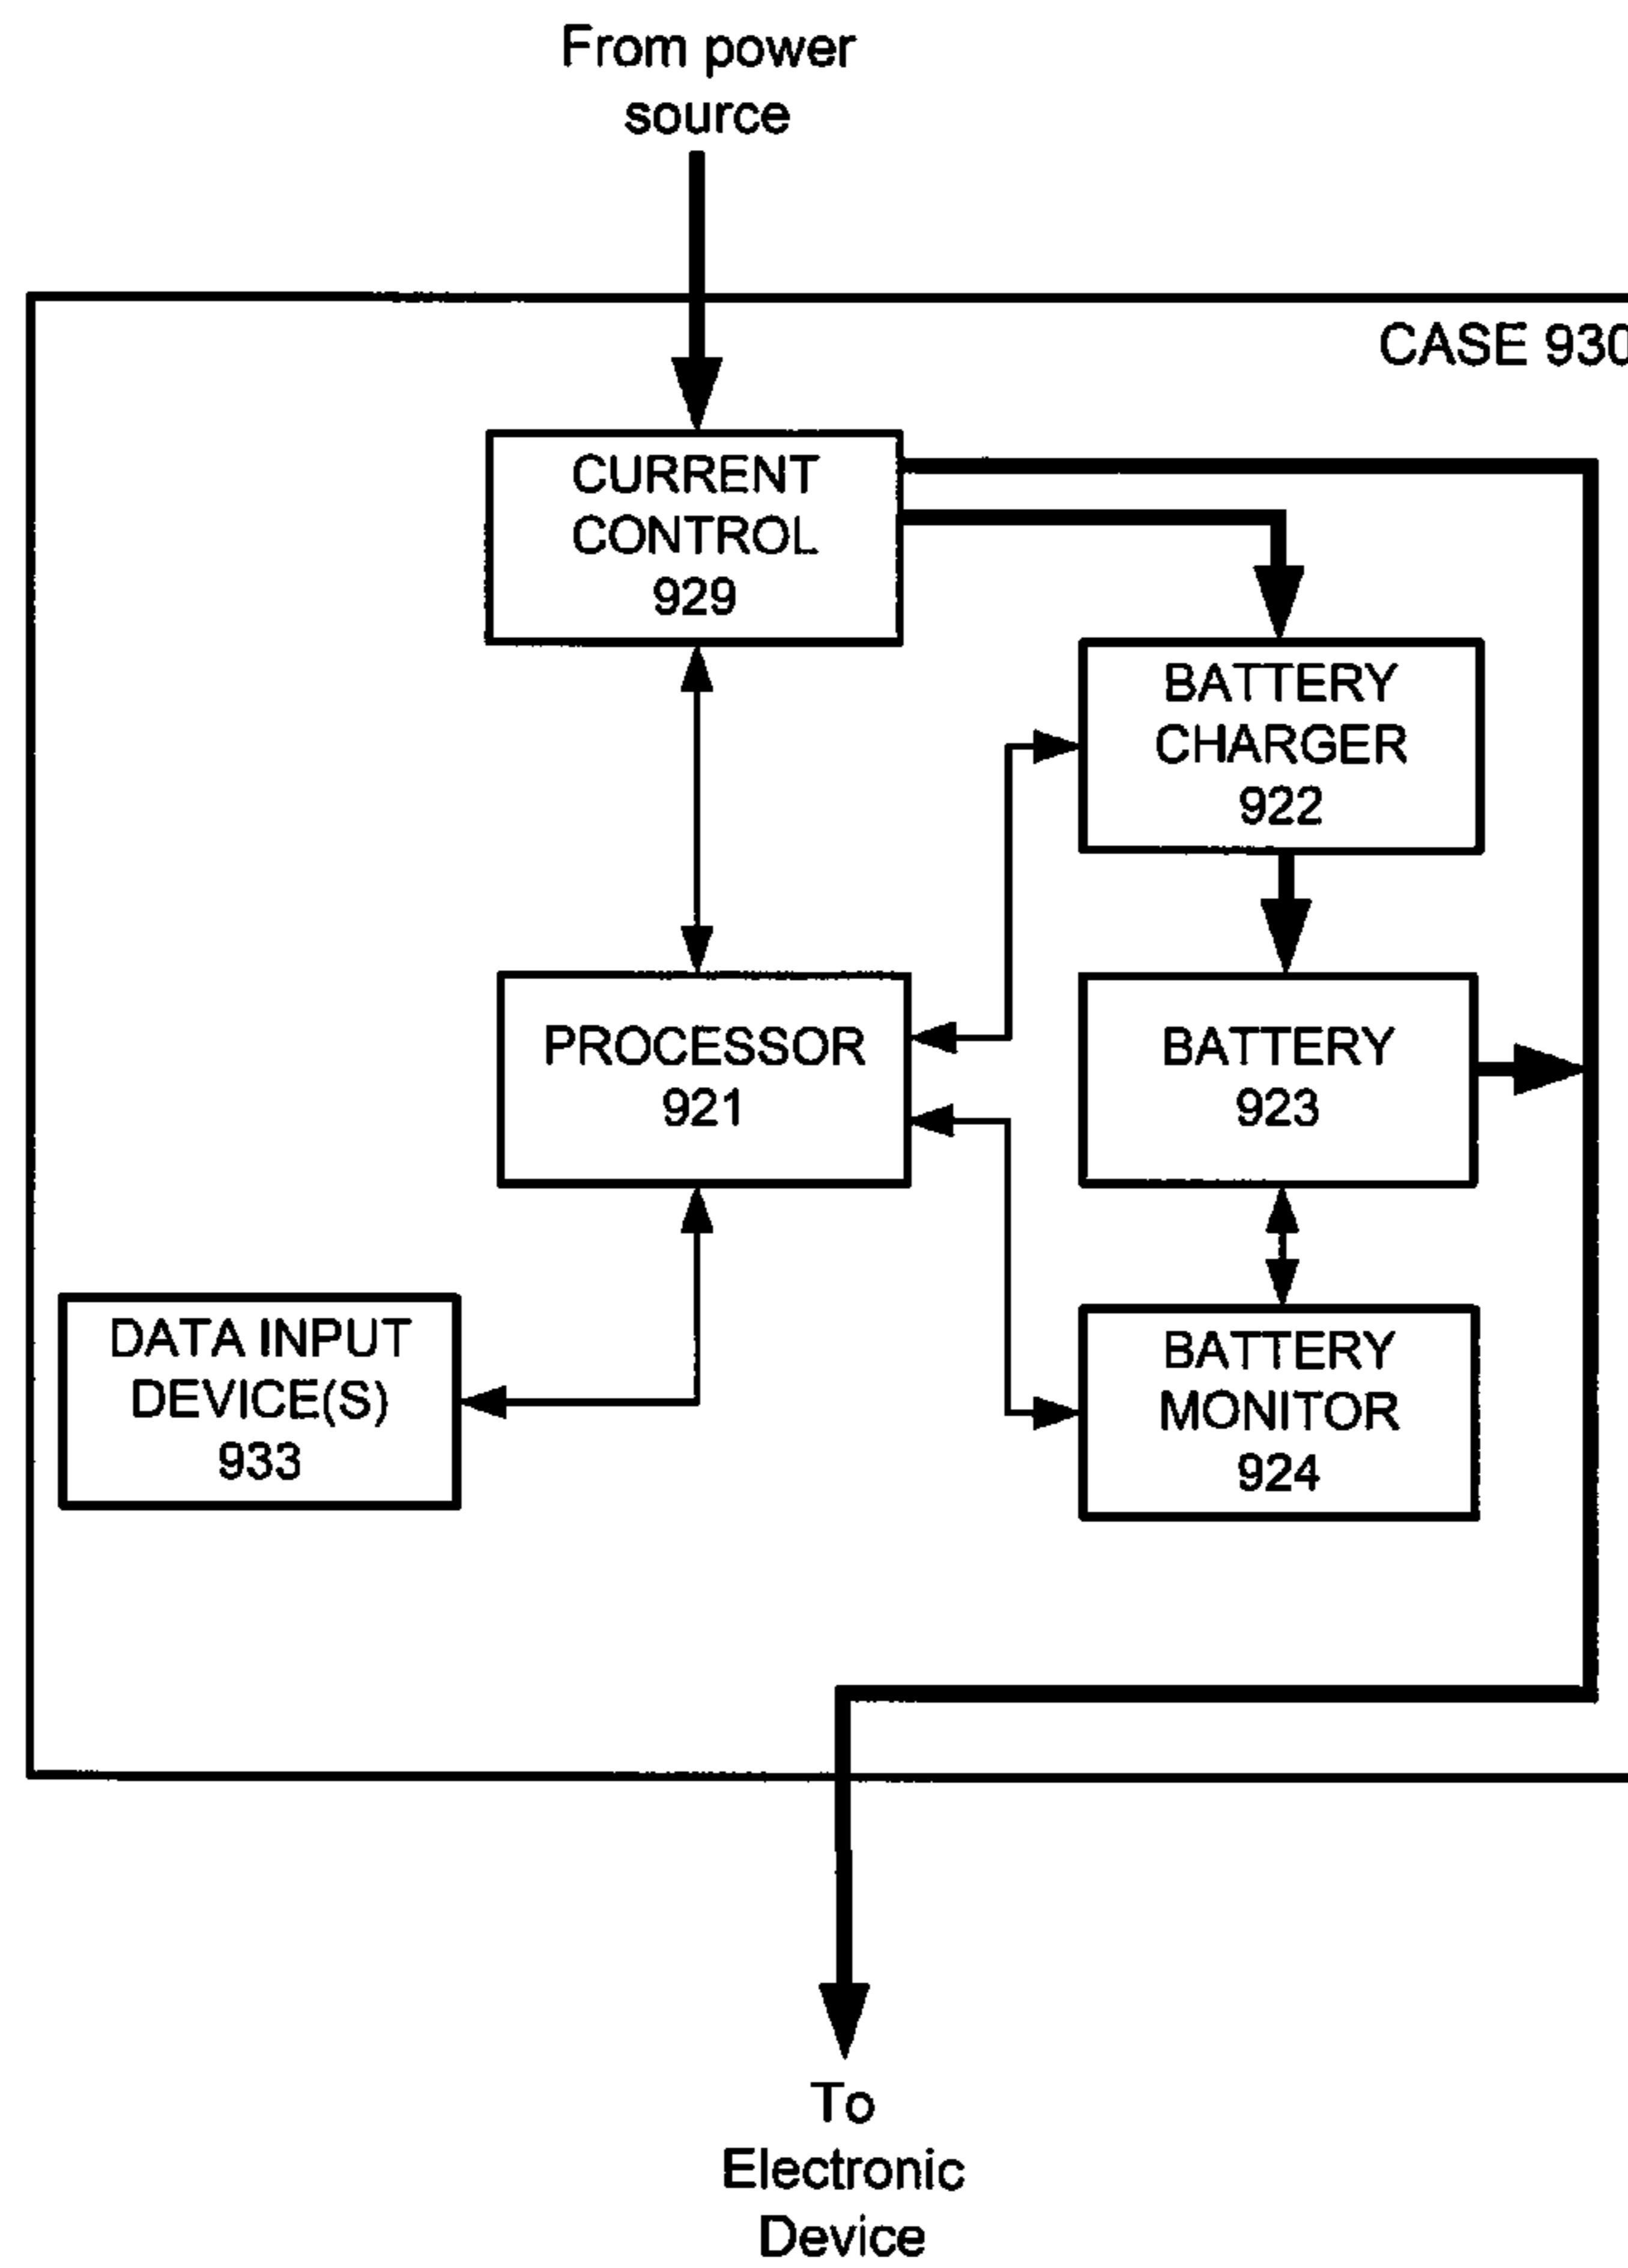 From power
source
CASE 930
CURRENT
CONTROL
929
BATTERY
CHARGER
922
PROCESSOR
921
BATTERY
923
DATA INPUT
DEVICE(S)
933
BATTERY
MONITOR
924
To
Electronic
Device